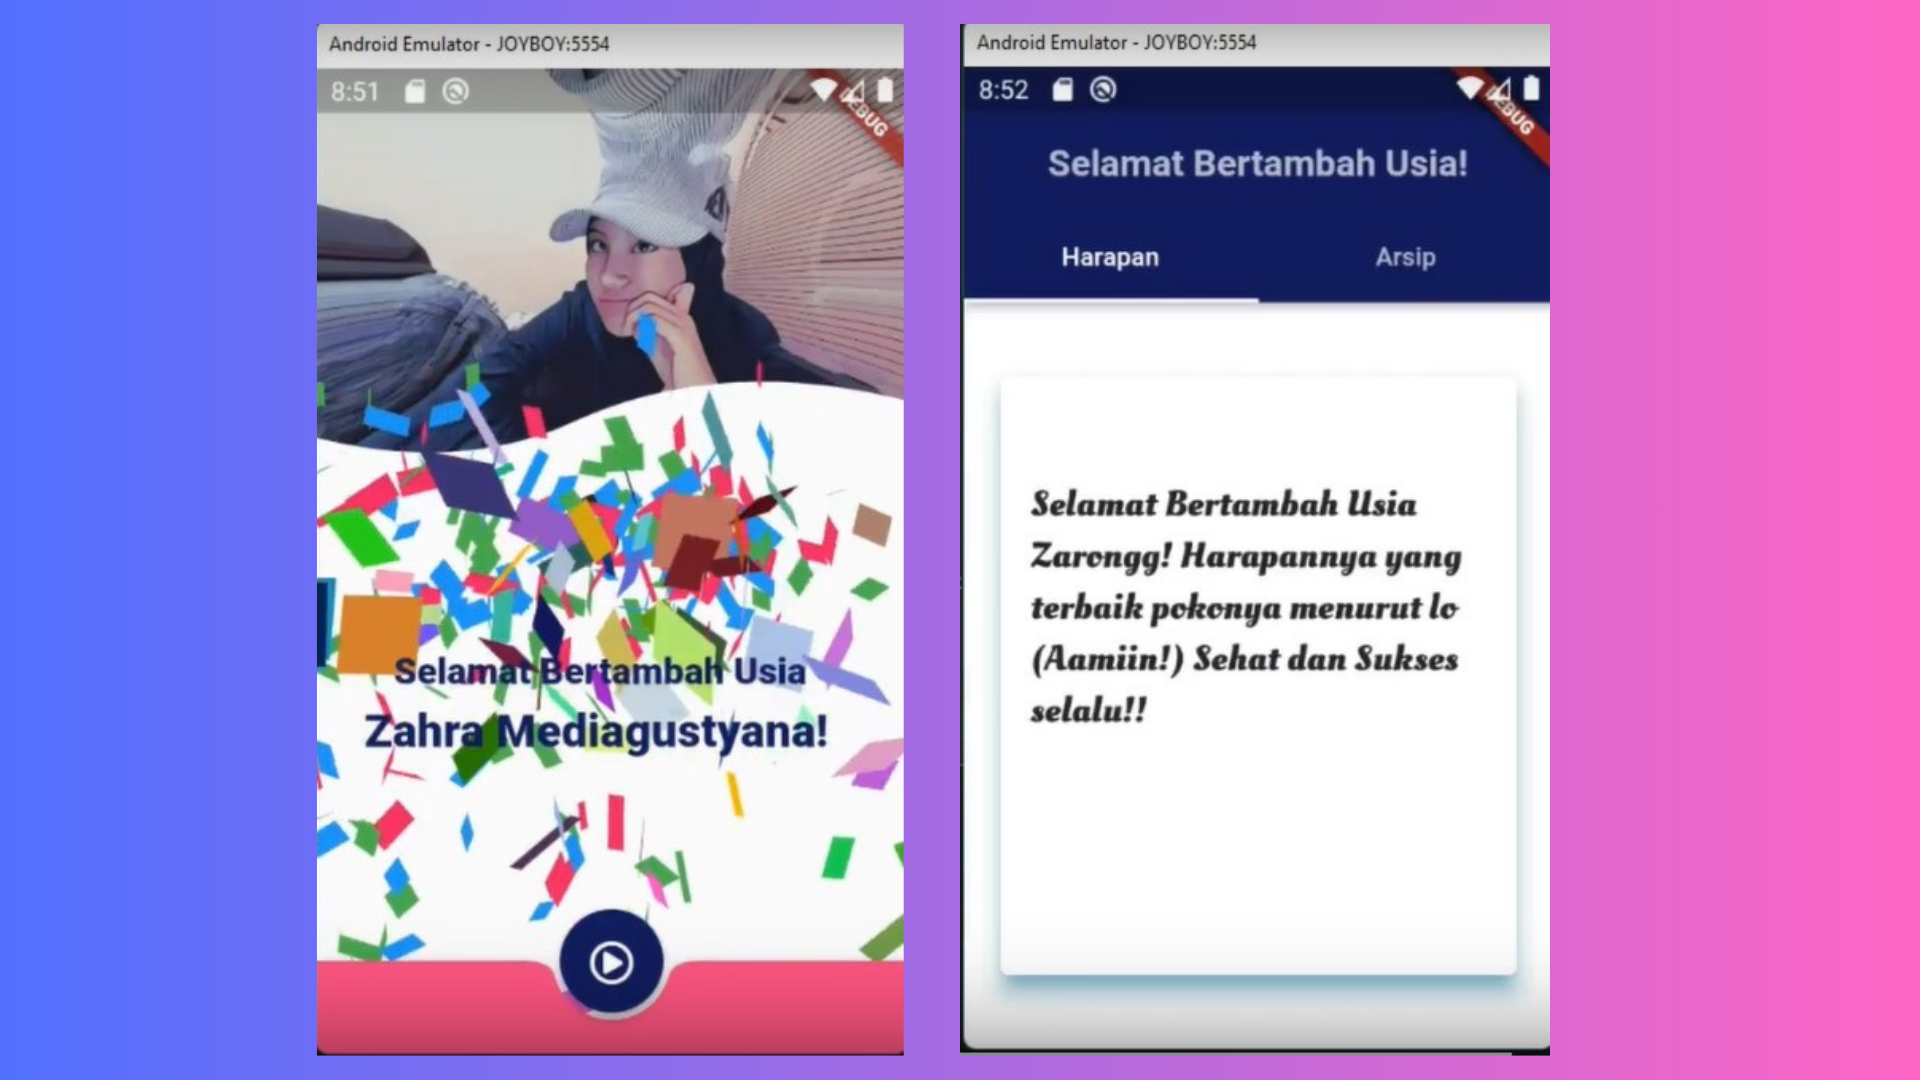 Android Emulator - JOYBOY:5554
8:51
DEBUG
Selamat Bertambah Usia
Zahra Mediagustyana!
Android Emulator - JOYBOY:5554
8:52
DEBUG
Selamat Bertambah Usia!
Harapan
Arsip
Selamat Bertambah Usia
Zarongg! Harapannya yang
terbaik pokonya menurut lo
(Aamiin!) Sehat dan Sukses
selalu!!